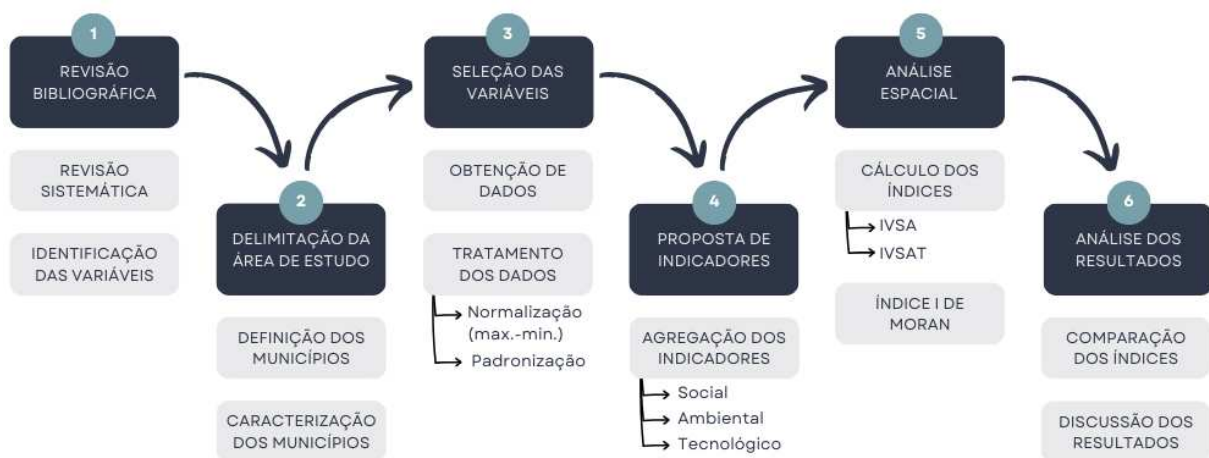 1
REVISÃO
BIBLIOGRÁFICA
REVISÃO
SISTEMÁTICA
IDENTIFICAÇÃO
DAS VARIÁVEIS
2
DELIMITAÇÃO DA
ÁREA DE ESTUDO
DEFINIÇÃO DOS
MUNICÍPIOS
CARACTERIZAÇÃO
DOS MUNICÍPIOS
3
SELEÇÃO DAS
VARIÁVEIS
OBTENÇÃO DE
DADOS
TRATAMENTO
DOS DADOS
Normalização
(max.-min.)
Padronização
4
PROPOSTA DE
INDICADORES
AGREGAÇÃO DOS
INDICADORES
Social
Ambiental
Tecnológico
5
ANÁLISE
ESPACIAL
CÁLCULO DOS
ÍNDICES
IVSA
IVSAT
ÍNDICE I DE
MORAN
6
ANÁLISE DOS
RESULTADOS
COMPARAÇÃO
DOS ÍNDICES
DISCUSSÃO DOS
RESULTADOS